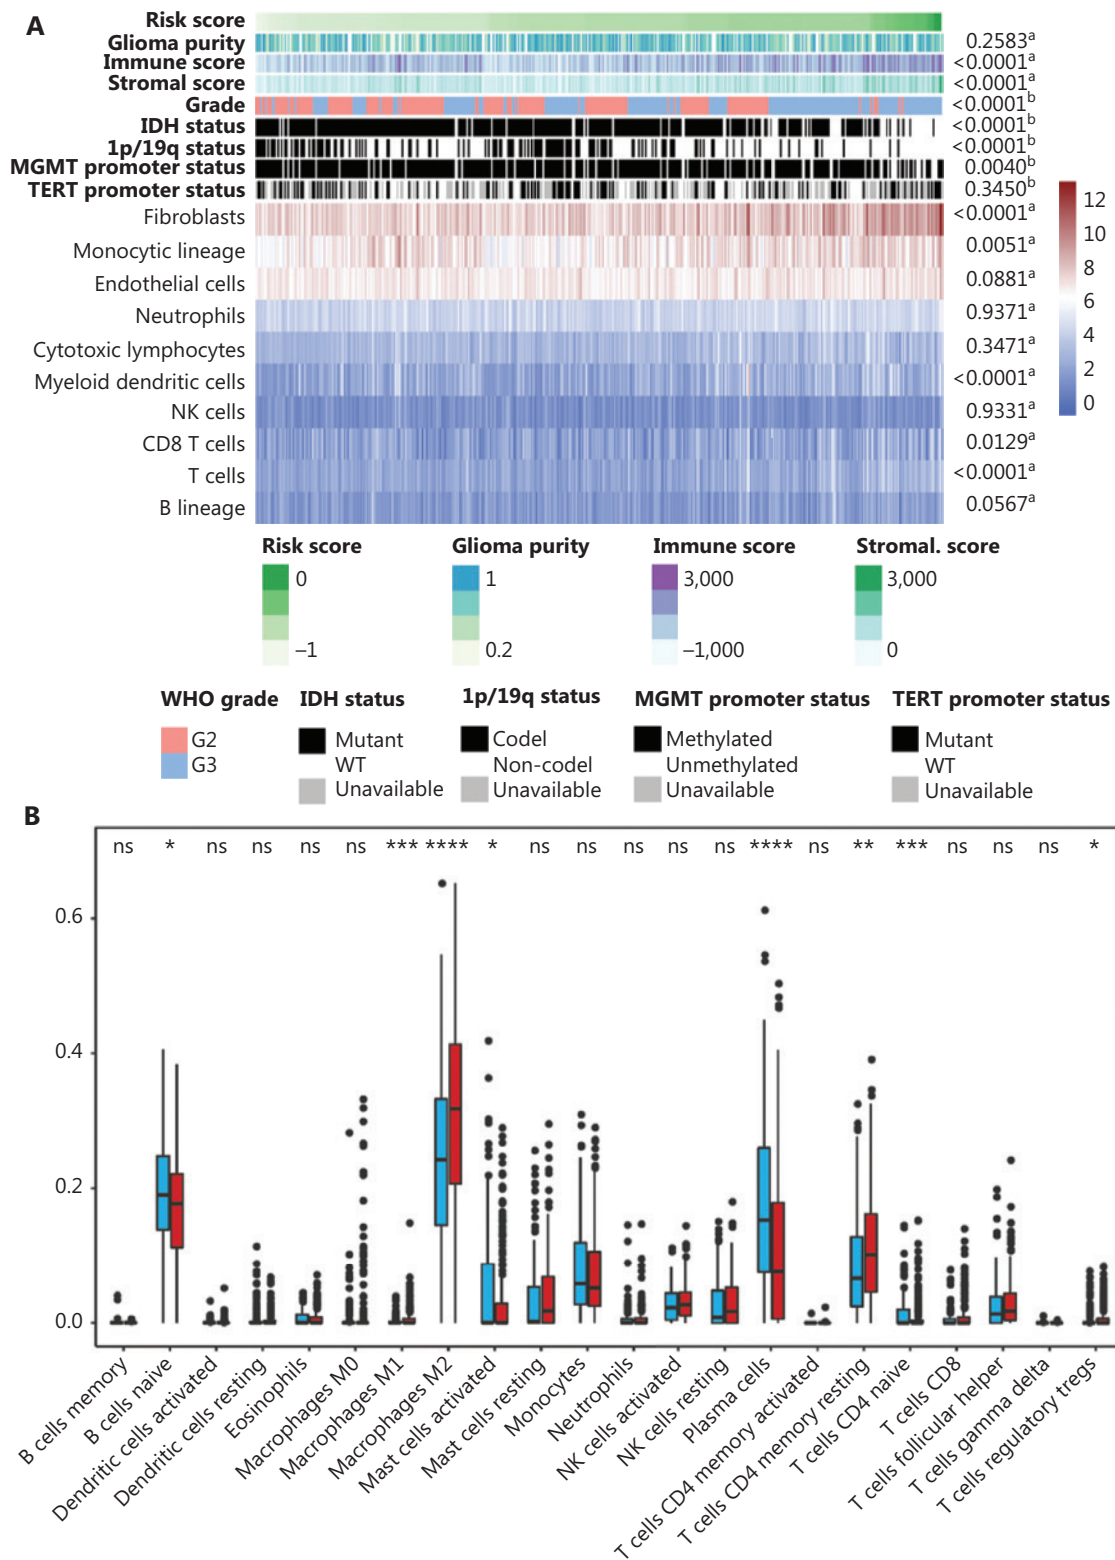 A
Risk score
Glioma purity 0.2583a
Immune score <0.0001a
Stromal score <0.0001a
Grade <0.0001b
IDH status <0.0001b
1p/19q status <0.0001b
MGMT promoter status 0.0040b
TERT promoter status 0.3450b
Fibroblasts <0.0001a
Monocytic lineage 0.0051a
Endothelial cells 0.0881a
Neutrophils 0.9371a
Cytotoxic lymphocytes 0.3471a
Myeloid dendritic cells <0.0001a
NK cells 0.9331a
CD8 T cells 0.0129a
T cells <0.0001a
B lineage 0.0567a
12
10
8
6
4
2
0
Risk score Glioma purity Immune score Stromal. score
0 1 3,000 3,000
–1 0.2 –1,000 0
WHO grade IDH status 1p/19q status MGMT promoter status TERT promoter status
G2 Mutant Codel Methylated Mutant
G3 WT Non-codel Unmethylated WT
Unavailable Unavailable Unavailable Unavailable
B
ns * ns ns ns ns *** **** * ns ns ns ns ns **** ns ** *** ns ns ns *
0.6
0.4
0.2
0.0
B cells memory
B cells naive
Dendritic cells activated
Dendritic cells resting
Eosinophils
Macrophages M0
Macrophages M1
Macrophages M2
Mast cells activated
Mast cells resting
Monocytes
Neutrophils
NK cells activated
NK cells resting
Plasma cells
T cells CD4 memory activated
T cells CD4 memory resting
T cells CD4 naive
T cells CD8
T cells follicular helper
T cells gamma delta
T cells regulatory tregs